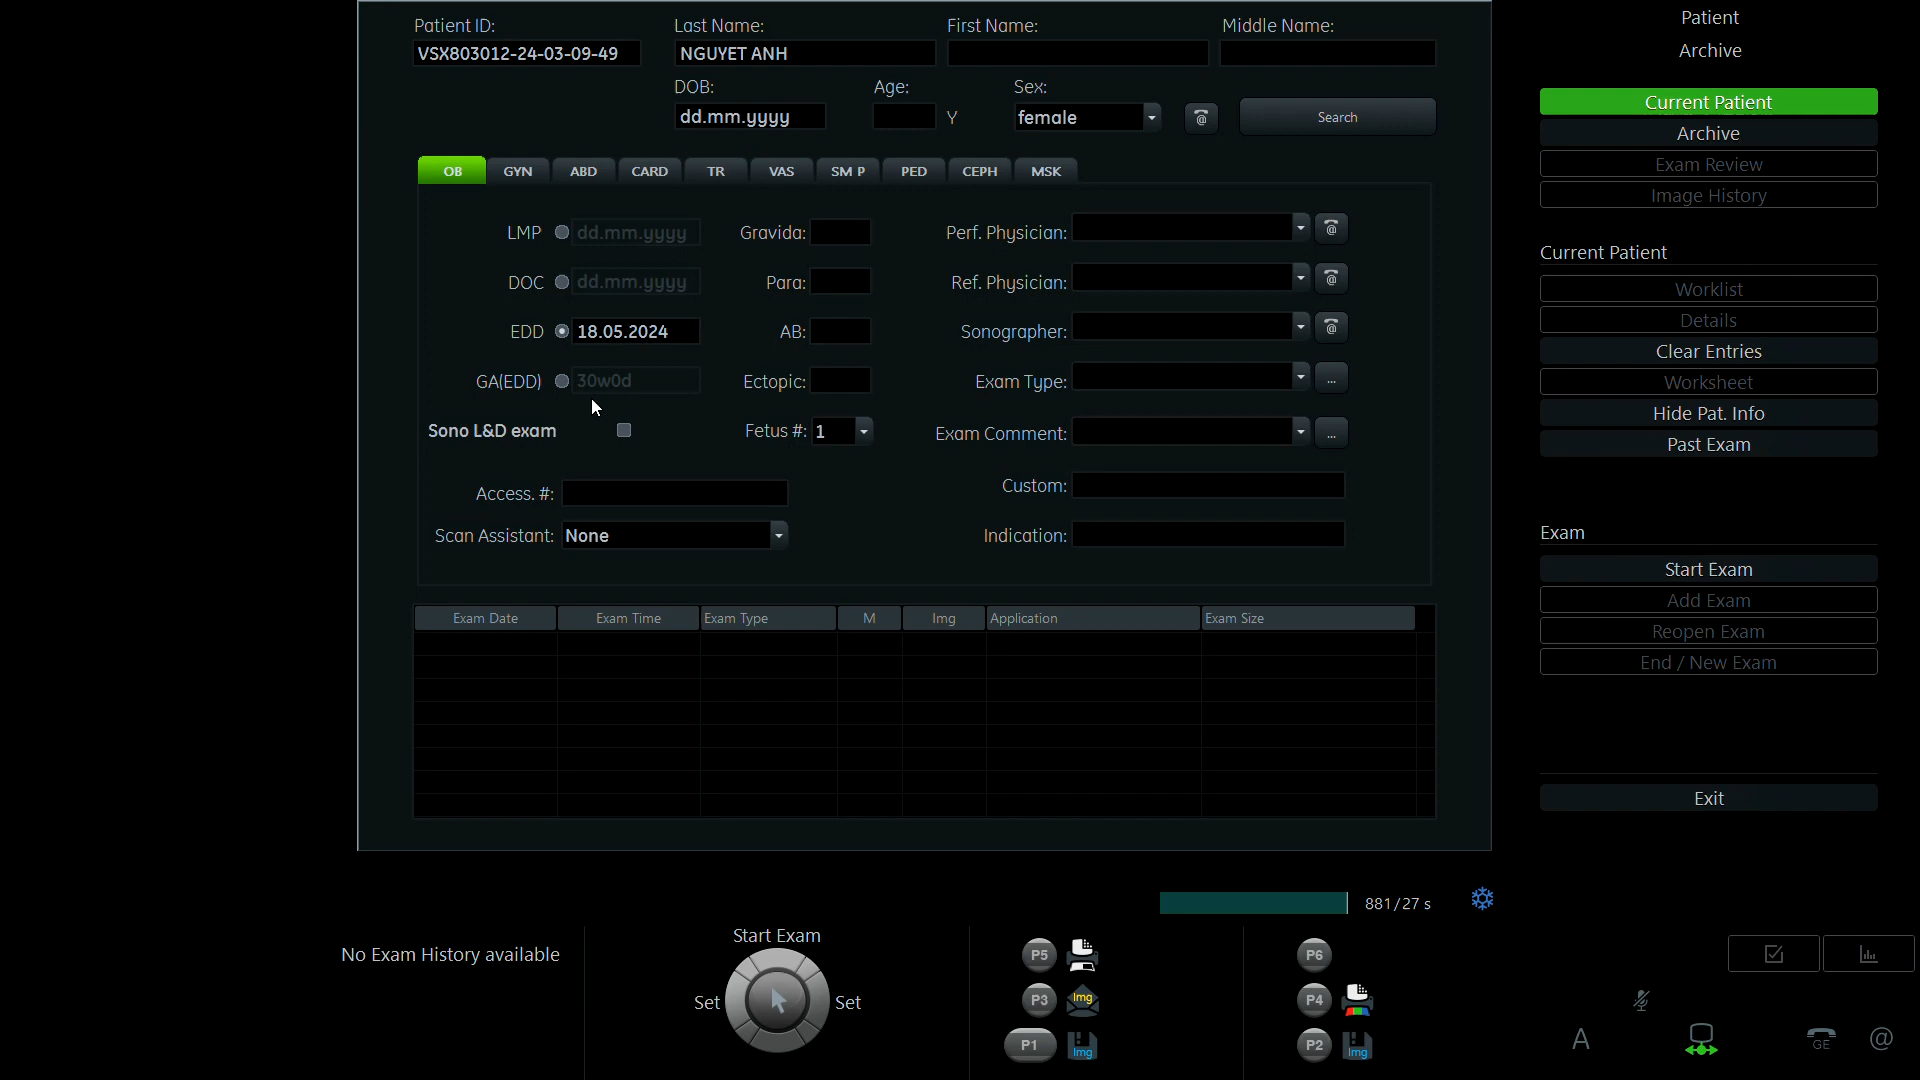 Patient ID: Last Name: First Name: Middle Name:
VSX803012-24-03-09-49 NGUYET ANH
DOB: Age: Sex:
dd.mm.yyyy Y female @ Search
OB GYN ABD CARD TR VAS SM P PED CEPH MSK
LMP dd.mm.yyyy Gravida: Perf. Physician: @
DOC dd.mm.yyyy Para: Ref. Physician: @
EDD 18.05.2024 AB: Sonographer: @
GA(EDD) 30w0d Ectopic: Exam Type: ...
Sono L&D exam Fetus #: 1 Exam Comment: ...
Access. #: Custom:
Scan Assistant: None Indication:
Exam Date Exam Time Exam Type M Img Application Exam Size
Patient
Archive
Current Patient
Archive
Exam Review
Image History
Current Patient
Worklist
Details
Clear Entries
Worksheet
Hide Pat. Info
Past Exam
Exam
Start Exam
Add Exam
Reopen Exam
End / New Exam
Exit
881/27 s
No Exam History available
Start Exam
Set Set
P5
P3 Img
P1 Img
P6
P4
P2 Img
A GE @